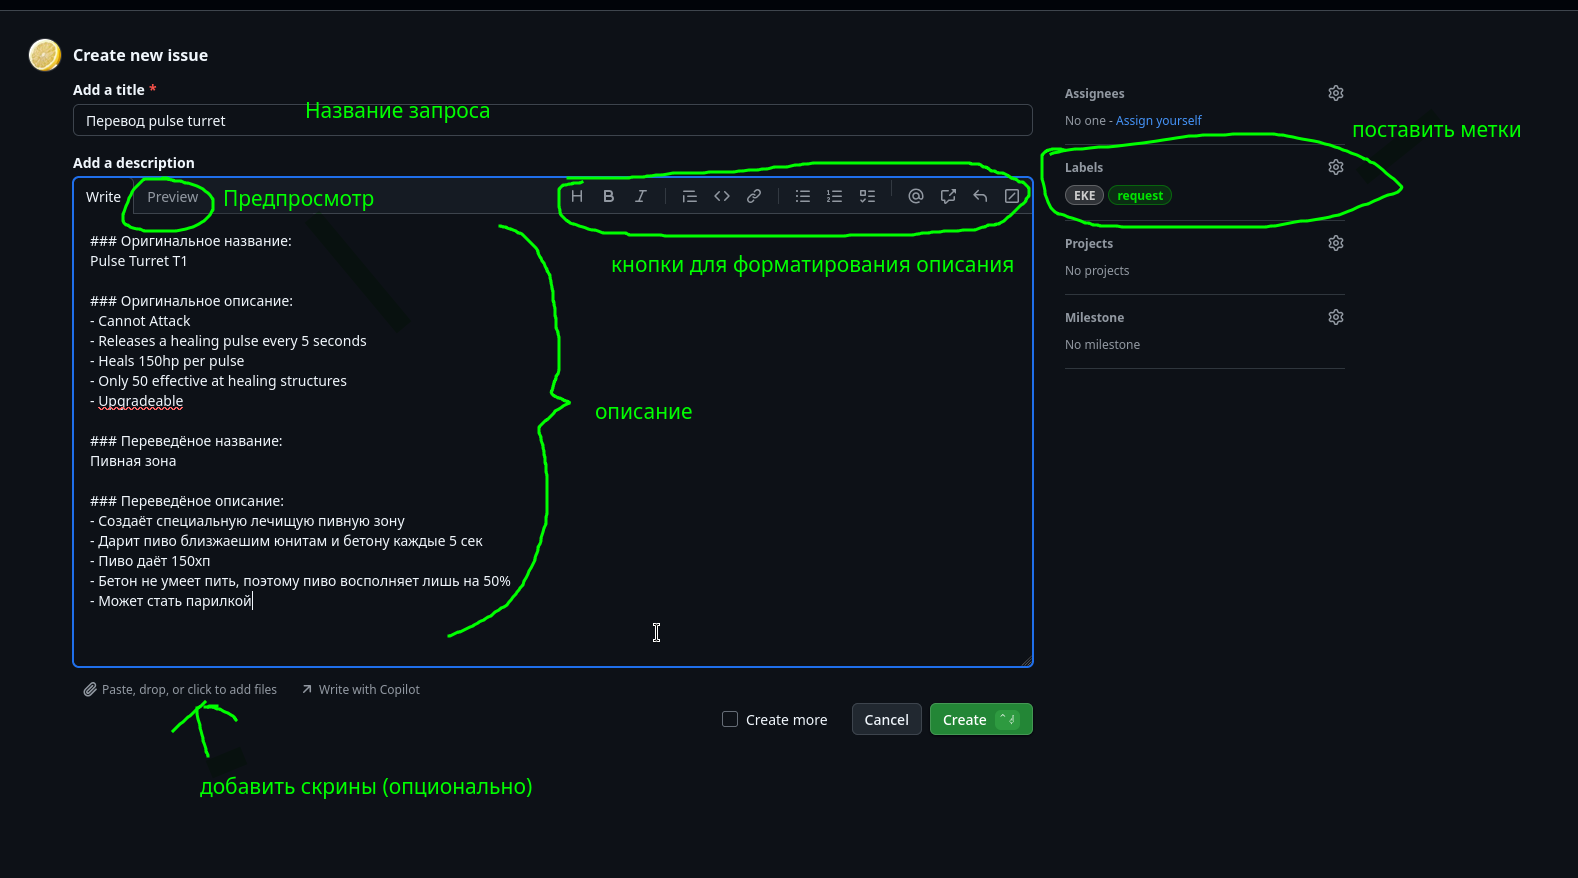 Create new issue
Add a title *
Название запроса
Перевод pulse turret
Add a description
Write
Preview
Предпросмотр
кнопки для форматирования описания
### Оригинальное название:
Pulse Turret T1
### Оригинальное описание:
- Cannot Attack
- Releases a healing pulse every 5 seconds
- Heals 150hp per pulse
- Only 50 effective at healing structures
- Upgradeable
описание
### Переведёное название:
Пивная зона
### Переведёное описание:
- Создаёт специальную лечищую пивную зону
- Дарит пиво близжаешим юнитам и бетону каждые 5 сек
- Пиво даёт 150хп
- Бетон не умеет пить, поэтому пиво восполняет лишь на 50%
- Может стать парилкой
Paste, drop, or click to add files
Write with Copilot
добавить скрины (опционально)
Create more
Cancel
Create
Assignees
No one - Assign yourself
поставить метки
Labels
EKE request
Projects
No projects
Milestone
No milestone